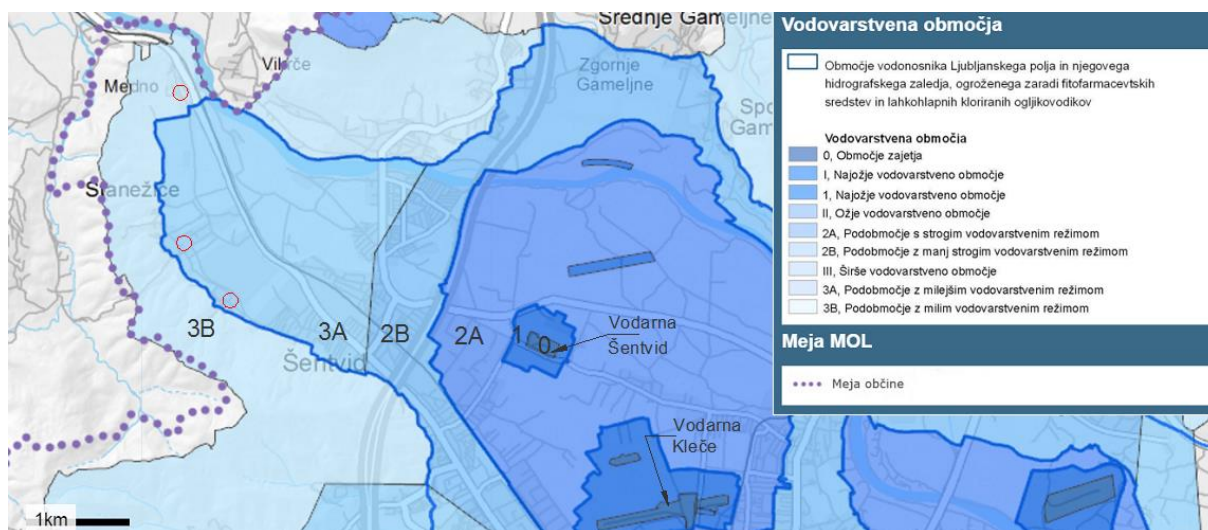 Srednje Gameljne
Vikrče
Medno
Zgornje
Gameljne
Spo
Gam
Stanežice
3B
3A
2B
2A
1
0
Vodarna
Šentvid
Šentvid
Vodarna
Kleče
1km
Vodovarstvena območja
Območje vodonosnika Ljubljanskega polja in njegovega
hidrografskega zaledja, ogroženega zaradi fitofarmacevtskih
sredstev in lahkohlapnih kloriranih ogljikovodikov
Vodovarstvena območja
0, Območje zajetja
I, Najožje vodovarstveno območje
1, Najožje vodovarstveno območje
II, Ožje vodovarstveno območje
2A, Podobmočje s strogim vodovarstvenim režimom
2B, Podobmočje z manj strogim vodovarstvenim režimom
III, Širše vodovarstveno območje
3A, Podobmočje z milejšim vodovarstvenim režimom
3B, Podobmočje z milim vodovarstvenim režimom
Meja MOL
Meja občine